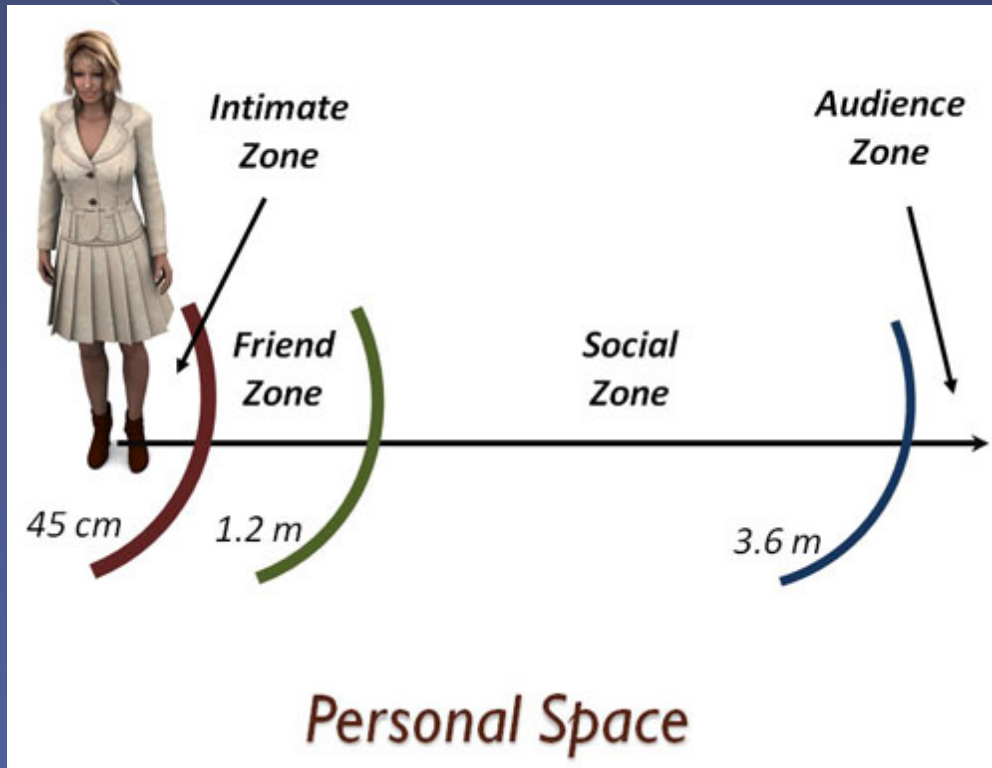 Intimate
Zone
Audience
Zone
Friend
Zone
Social
Zone
45 cm
1.2 m
3.6 m
Personal Space